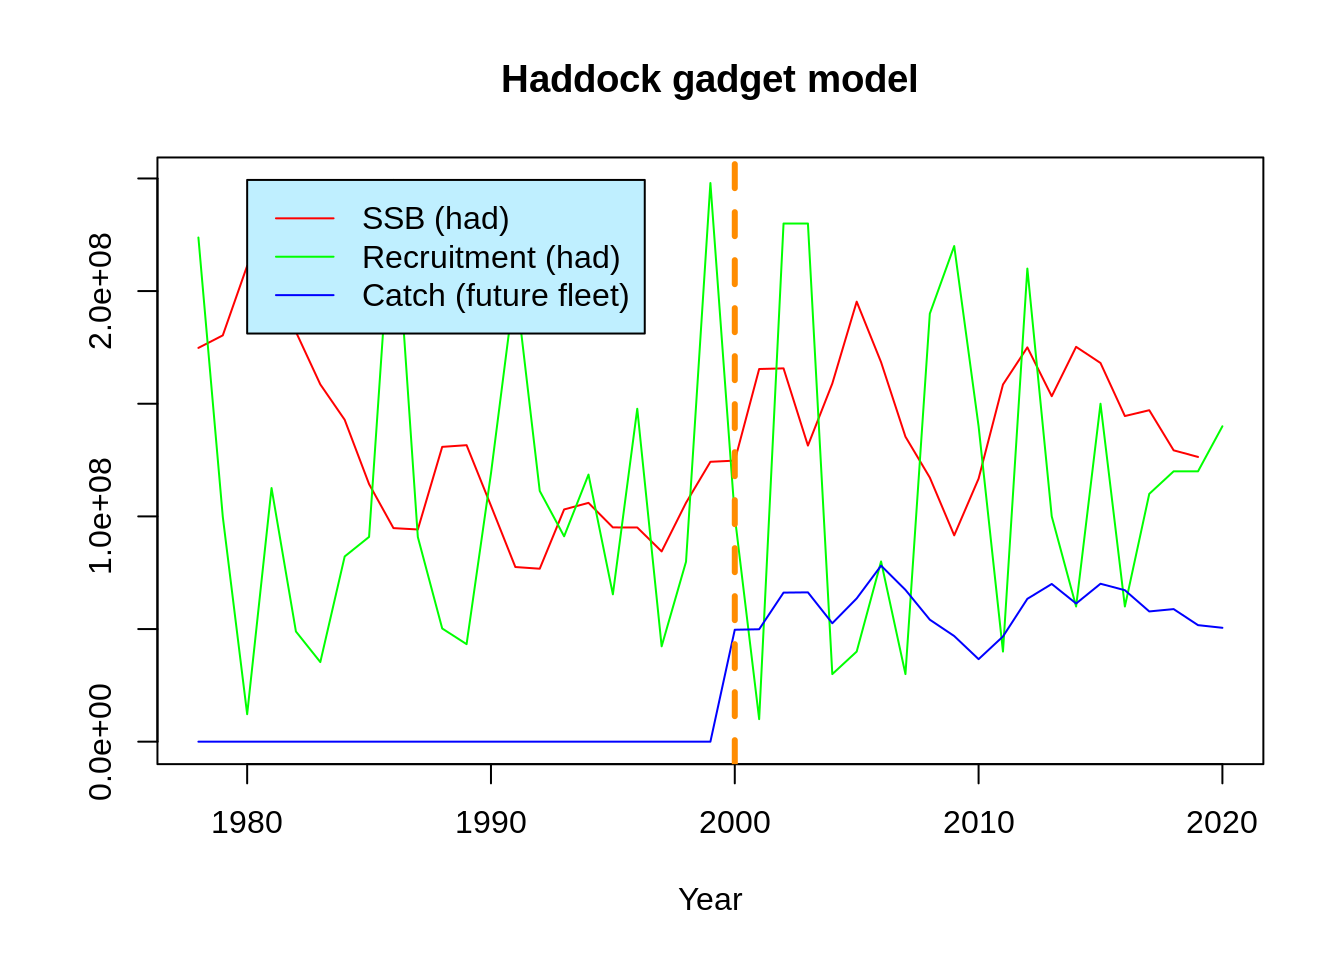 Haddock gadget model
SSB (had)
Recruitment (had)
Catch (future fleet)
2.0e+08
1.0e+08
0.0e+00
1980 1990 2000 2010 2020
Year